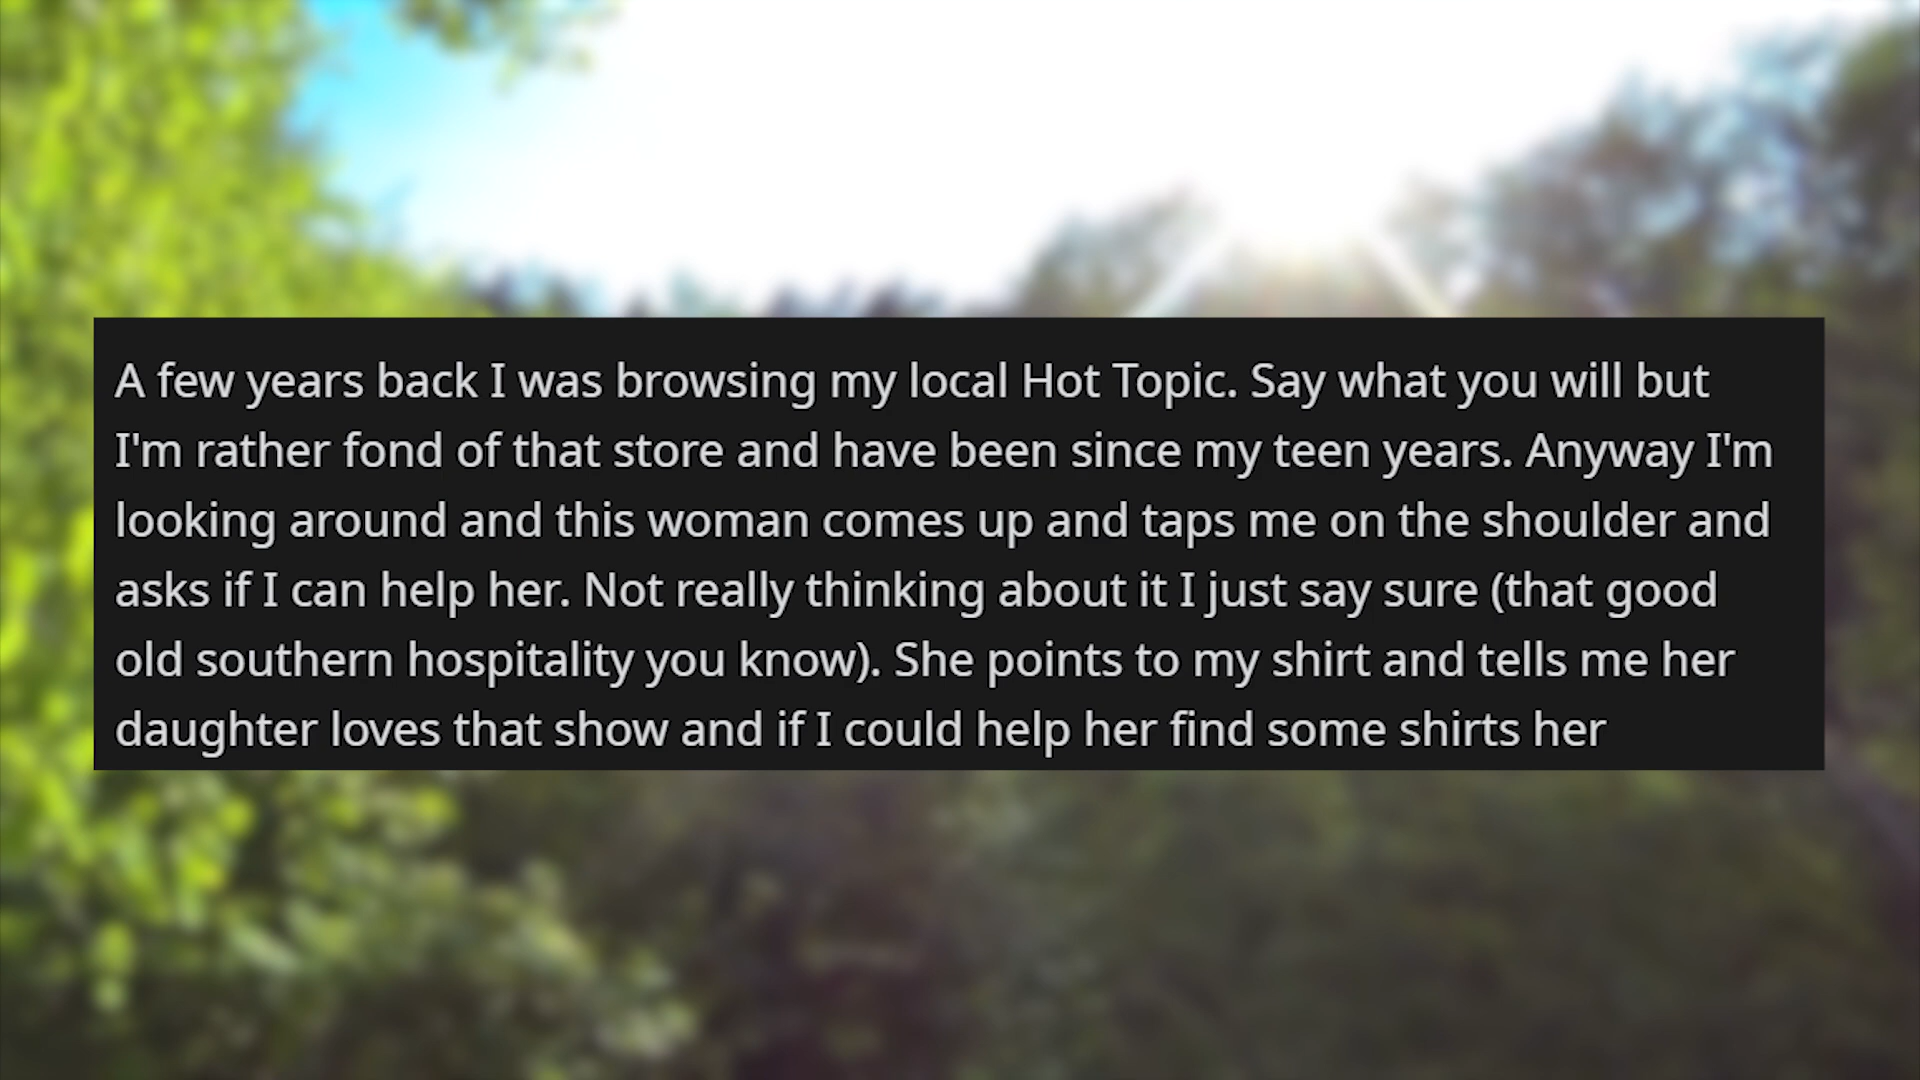 A few years back I was browsing my local Hot Topic. Say what you will but
I'm rather fond of that store and have been since my teen years. Anyway I'm
looking around and this woman comes up and taps me on the shoulder and
asks if I can help her. Not really thinking about it I just say sure (that good
old southern hospitality you know). She points to my shirt and tells me her
daughter loves that show and if I could help her find some shirts her